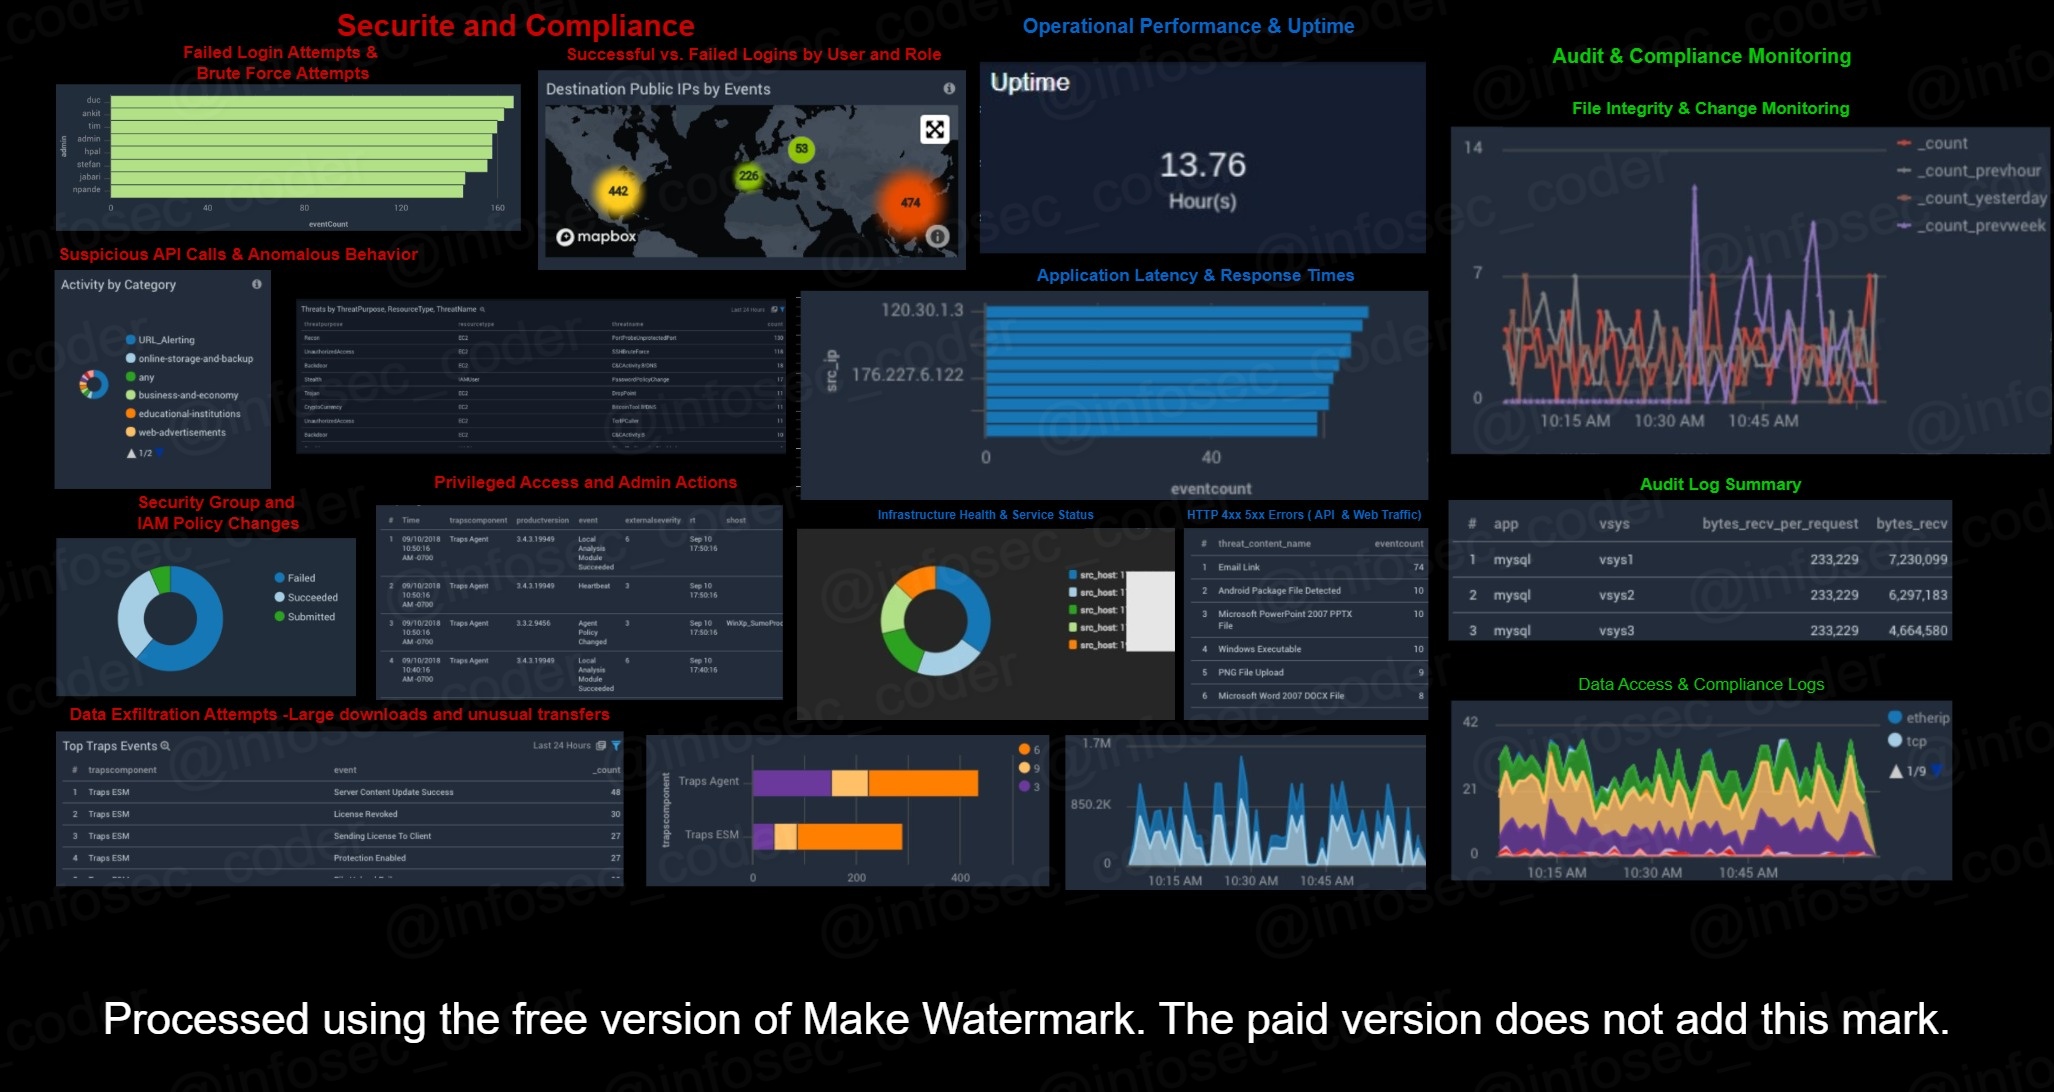 Securite and Compliance
Failed Login Attempts &
Brute Force Attempts
duc
ankit
tim
admin
hpal
stefan
jabari
npande
admin
0 40 80 120 160
eventCount
Successful vs. Failed Logins by User and Role
Destination Public IPs by Events
442
226
53
474
mapbox
Suspicious API Calls & Anomalous Behavior
Activity by Category
URL_Alerting
online-storage-and-backup
any
business-and-economy
educational-institutions
web-advertisements
1/2
Threats by ThreatPurpose, ResourceType, ThreatName
Last 24 Hours
threatpurpose resourcetype threatname count
Recon EC2 PortProbeUnprotectedPort 130
UnauthorizedAccess EC2 SSHBruteForce 118
Backdoor EC2 C&CActivity.B!DNS 18
Stealth IAMUser PasswordPolicyChange 17
Trojan EC2 DropPoint 11
CryptoCurrency EC2 BitcoinTool.B!DNS 11
UnauthorizedAccess EC2 TorIPCaller 11
Backdoor EC2 C&CActivity.B 10
Security Group and
IAM Policy Changes
Failed
Succeeded
Submitted
Privileged Access and Admin Actions
# Time trapscomponent productversion event externalseverity rt shost
1 09/10/2018 10:50:16 AM -0700 Traps Agent 3.4.3.19949 Local Analysis Module Succeeded 6 Sep 10 17:50:16
2 09/10/2018 10:50:16 AM -0700 Traps Agent 3.4.3.19949 Heartbeat 3 Sep 10 17:50:16
3 09/10/2018 10:50:16 AM -0700 Traps Agent 3.3.2.9456 Agent Policy Changed 3 Sep 10 17:50:16 WinXp_SumoProd
4 09/10/2018 10:40:16 AM -0700 Traps Agent 3.4.3.19949 Local Analysis Module Succeeded 6 Sep 10 17:40:16
Data Exfiltration Attempts -Large downloads and unusual transfers
Top Traps Events
Last 24 Hours
# trapscomponent event _count
1 Traps ESM Server Content Update Success 48
2 Traps ESM License Revoked 30
3 Traps ESM Sending License To Client 27
4 Traps ESM Protection Enabled 27
trapscomponent
Traps Agent
Traps ESM
0 200 400
6
9
3
Operational Performance & Uptime
Uptime
13.76
Hour(s)
Application Latency & Response Times
120.30.1.3
176.227.6.122
src_ip
0 40
eventcount
Infrastructure Health & Service Status
src_host: 1
src_host: 1
src_host: 1
src_host: 1
src_host: 1
HTTP 4xx 5xx Errors ( API & Web Traffic)
# threat_content_name eventcount
1 Email Link 74
2 Android Package File Detected 10
3 Microsoft PowerPoint 2007 PPTX File 10
4 Windows Executable 10
5 PNG File Upload 9
6 Microsoft Word 2007 DOCX File 8
1.7M
850.2K
0
10:15 AM 10:30 AM 10:45 AM
Audit & Compliance Monitoring
File Integrity & Change Monitoring
14
7
0
10:15 AM 10:30 AM 10:45 AM
_count
_count_prevhour
_count_yesterday
_count_prevweek
Audit Log Summary
# app vsys bytes_recv_per_request bytes_recv
1 mysql vsys1 233,229 7,230,099
2 mysql vsys2 233,229 6,297,183
3 mysql vsys3 233,229 4,664,580
Data Access & Compliance Logs
42
21
0
10:15 AM 10:30 AM 10:45 AM
etherip
tcp
1/9
@infosec_coder
Processed using the free version of Make Watermark. The paid version does not add this mark.